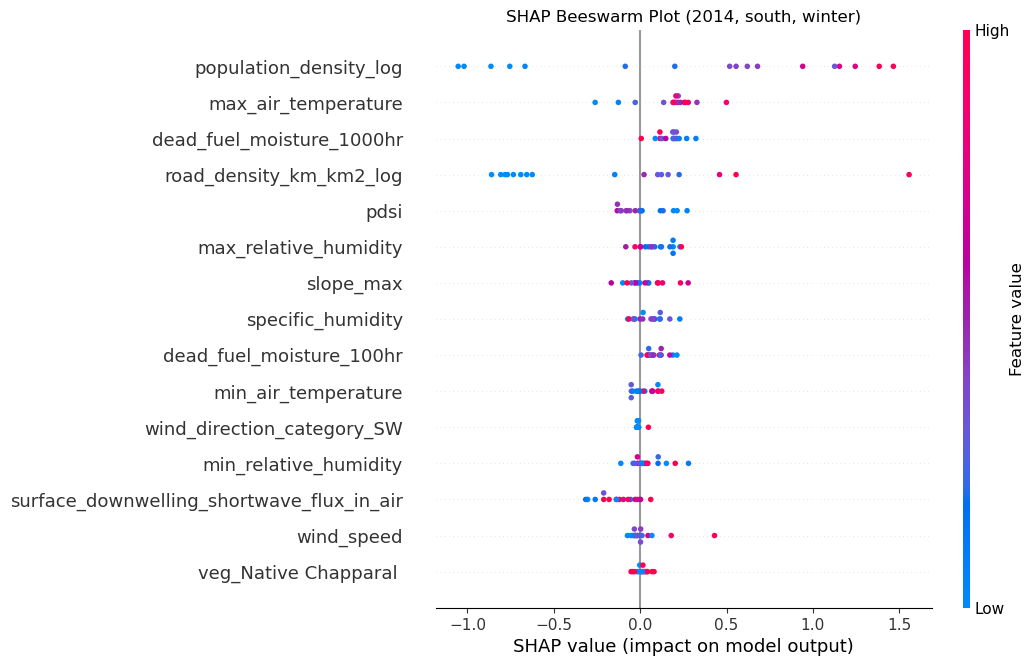 SHAP Beeswarm Plot (2014, south, winter)
High
population_density_log
max_air_temperature
dead_fuel_moisture_1000hr
road_density_km_km2_log
pdsi
max_relative_humidity
slope_max
specific_humidity
dead_fuel_moisture_100hr
min_air_temperature
wind_direction_category_SW
min_relative_humidity
surface_downwelling_shortwave_flux_in_air
wind_speed
veg_Native Chapparal
Feature value
Low
−1.0 −0.5 0.0 0.5 1.0 1.5
SHAP value (impact on model output)